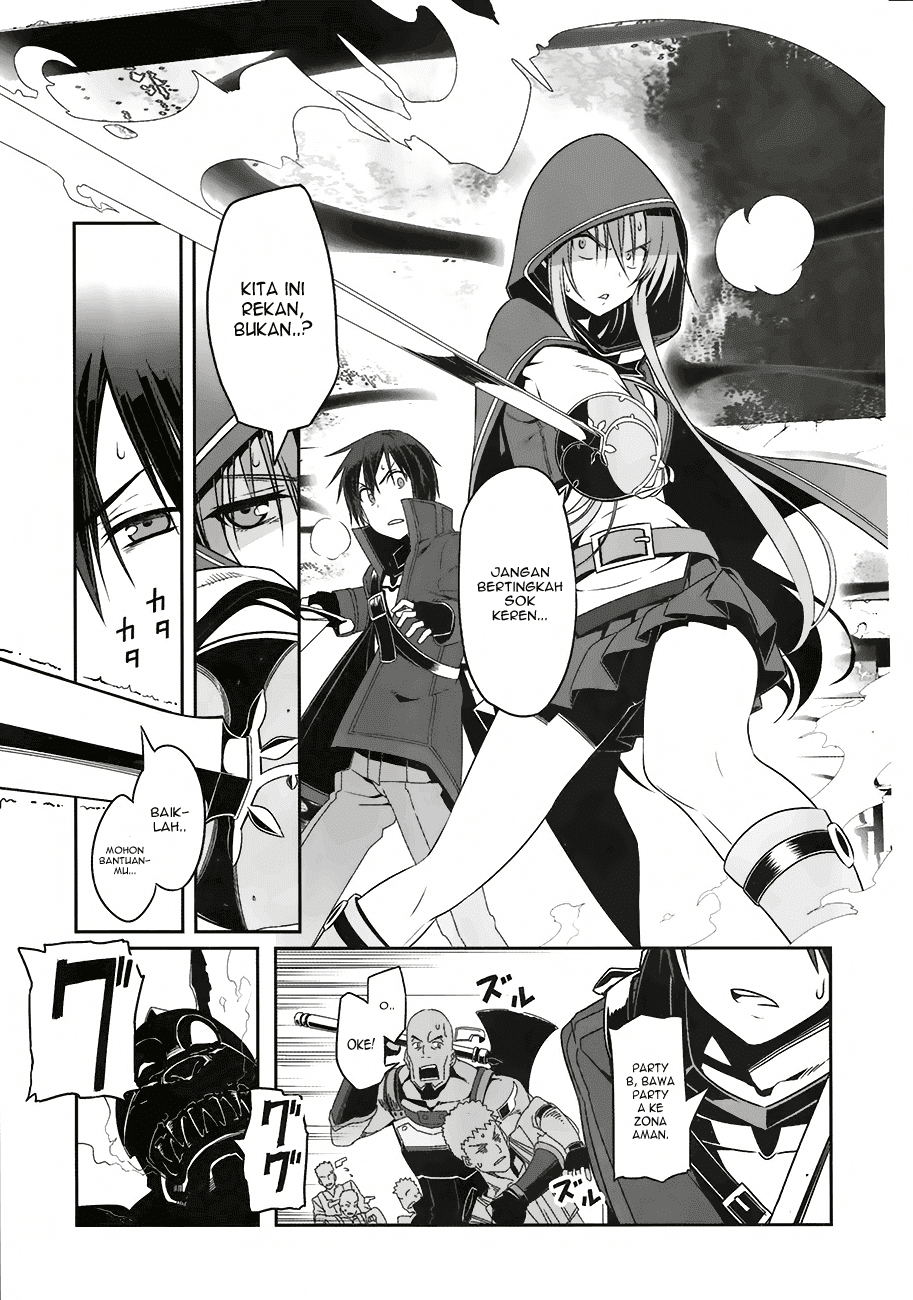 JANGAN
BERTINGKAH
SOK
KEREN...
KITA INI
REKAN,
BUKAN..?
カタ
カタ
BAIK-
LAH..
MOHON
BANTUAN-
MU...
PARTY
B, BAWA
PARTY
A KE
ZONA
AMAN.
O..
OKE!
ズル
ズル
グ
グ
グ